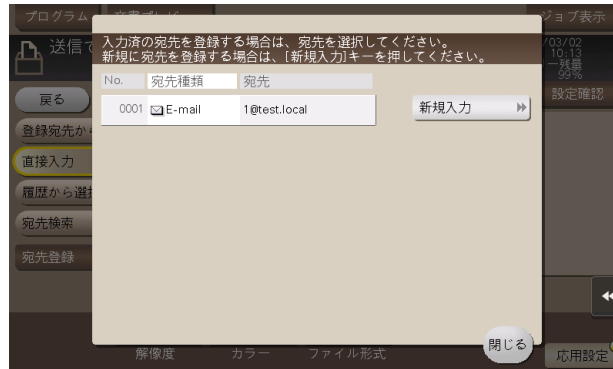 プログラム
ジョブ表示
送信で
/03/02
10:13
99%
入力済の宛先を登録する場合は、宛先を選択してください。
新規に宛先を登録する場合は、[新規入力]キーを押してください。
No. 宛先種類 宛先
0001 E-mail 1@test.local
新規入力
戻る
設定確認
登録宛先か
直接入力
履歴から選
宛先検索
宛先登録
閉じる
解像度 カラー ファイル形式
応用設定